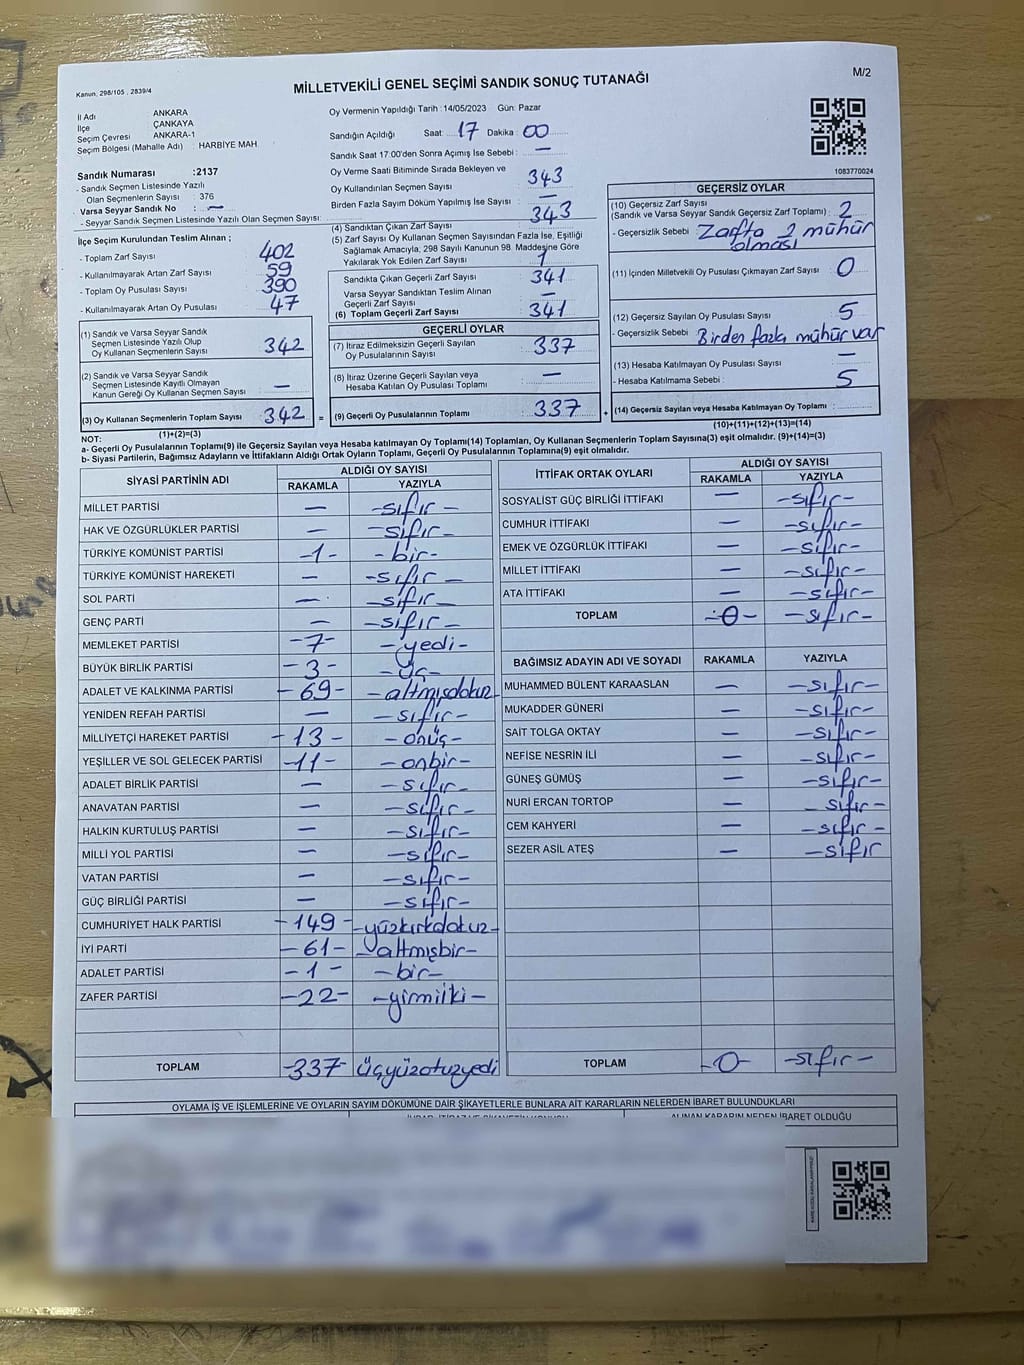 Kanun, 298/105 , 2839/4
MİLLETVEKİLİ GENEL SEÇİMİ SANDIK SONUÇ TUTANAĞI
M/2
İl Adı ANKARA
İlçe ÇANKAYA
Seçim Çevresi ANKARA-1
Seçim Bölgesi (Mahalle Adı) : HARBİYE MAH
Sandık Numarası :2137
- Sandık Seçmen Listesinde Yazılı
Olan Seçmenlerin Sayısı : 376
Varsa Seyyar Sandık No : —
- Seyyar Sandık Seçmen Listesinde Yazılı Olan Seçmen Sayısı:
İlçe Seçim Kurulundan Teslim Alınan ;
- Toplam Zarf Sayısı 402
- Kullanılmayarak Artan Zarf Sayısı 59
- Toplam Oy Pusulası Sayısı 390
- Kullanılmayarak Artan Oy Pusulası 47
(1) Sandık ve Varsa Seyyar Sandık
Seçmen Listesinde Yazılı Olup
Oy Kullanan Seçmenlerin Sayısı 342
(2) Sandık ve Varsa Seyyar Sandık
Seçmen Listesinde Kayıtlı Olmayan
Kanun Gereği Oy Kullanan Seçmen Sayısı —
(3) Oy Kullanan Seçmenlerin Toplam Sayısı 342 =
(1)+(2)=(3)
Oy Vermenin Yapıldığı Tarih : 14/05/2023 Gün: Pazar
Sandığın Açıldığı Saat: 17 Dakika : 00
Sandık Saat 17:00'den Sonra Açımış İse Sebebi : —
Oy Verme Saati Bitiminde Sırada Bekleyen ve
Oy Kullandırılan Seçmen Sayısı 343
Birden Fazla Sayım Döküm Yapılmış İse Sayısı : —
(4) Sandıktan Çıkan Zarf Sayısı 343
(5) Zarf Sayısı Oy Kullanan Seçmen Sayısından Fazla İse, Eşitliği
Sağlamak Amacıyla, 298 Sayılı Kanunun 98. Maddesine Göre
Yakılarak Yok Edilen Zarf Sayısı 1
Sandıkta Çıkan Geçerli Zarf Sayısı 341
Varsa Seyyar Sandıktan Teslim Alınan
Geçerli Zarf Sayısı —
(6) Toplam Geçerli Zarf Sayısı 341
GEÇERLİ OYLAR
(7) İtiraz Edilmeksizin Geçerli Sayılan
Oy Pusulalarının Sayısı 337
(8) İtiraz Üzerine Geçerli Sayılan veya
Hesaba Katılan Oy Pusulası Toplamı —
(9) Geçerli Oy Pusulalarının Toplamı 337 +
1083770024
GEÇERSİZ OYLAR
(10) Geçersiz Zarf Sayısı
(Sandık ve Varsa Seyyar Sandık Geçersiz Zarf Toplamı) : 2
- Geçersizlik Sebebi Zarfta 2 mühür
olması
(11) İçinden Milletvekili Oy Pusulası Çıkmayan Zarf Sayısı 0
(12) Geçersiz Sayılan Oy Pusulası Sayısı 5
- Geçersizlik Sebebi : Birden fazla mühür var
(13) Hesaba Katılmayan Oy Pusulası Sayısı —
- Hesaba Katılmama Sebebi : 5
(14) Geçersiz Sayılan veya Hesaba Katılmayan Oy Toplamı :
(10)+(11)+(12)+(13)=(14)
NOT:
a- Geçerli Oy Pusulalarının Toplamı(9) ile Geçersiz Sayılan veya Hesaba katılmayan Oy Toplamı(14) Toplamları, Oy Kullanan Seçmenlerin Toplam Sayısına(3) eşit olmalıdır. (9)+(14)=(3)
b- Siyasi Partilerin, Bağımsız Adayların ve İttifakların Aldığı Oy Toplamı, Geçerli Oy Pusulalarının Toplamına(9) eşit olmalıdır.
SİYASİ PARTİNİN ADI ALDIĞI OY SAYISI
RAKAMLA YAZIYLA
MİLLET PARTİSİ — -sıfır-
HAK VE ÖZGÜRLÜKLER PARTİSİ — -sıfır-
TÜRKİYE KOMÜNİST PARTİSİ -1- -bir-
TÜRKİYE KOMÜNİST HAREKETİ — -sıfır-
SOL PARTİ — -sıfır-
GENÇ PARTİ — -sıfır-
MEMLEKET PARTİSİ -7- -yedi-
BÜYÜK BİRLİK PARTİSİ -3- -üç-
ADALET VE KALKINMA PARTİSİ -69- -altmışdokuz
YENİDEN REFAH PARTİSİ — -sıfır-
MİLLİYETÇİ HAREKET PARTİSİ -13- -onüç-
YEŞİLLER VE SOL GELECEK PARTİSİ -11- -onbir-
ADALET BİRLİK PARTİSİ — -sıfır-
ANAVATAN PARTİSİ — -sıfır-
HALKIN KURTULUŞ PARTİSİ — -sıfır-
MİLLİ YOL PARTİSİ — -sıfır-
VATAN PARTİSİ — -sıfır-
GÜÇ BİRLİĞİ PARTİSİ — -sıfır-
CUMHURİYET HALK PARTİSİ -149- -yüzkırkdokuz-
İYİ PARTİ -61- -altmışbir-
ADALET PARTİSİ -1- -bir-
ZAFER PARTİSİ -22- -yirmiiki-
TOPLAM -337- üçyüzotuzyedi
İTTİFAK ORTAK OYLARI ALDIĞI OY SAYISI
RAKAMLA YAZIYLA
SOSYALİST GÜÇ BİRLİĞİ İTTİFAKI — -sıfır-
CUMHUR İTTİFAKI — -sıfır-
EMEK VE ÖZGÜRLÜK İTTİFAKI — -sıfır-
MİLLET İTTİFAKI — -sıfır-
ATA İTTİFAKI — -sıfır-
TOPLAM -0- -sıfır-
BAĞIMSIZ ADAYIN ADI VE SOYADI RAKAMLA YAZIYLA
MUHAMMED BÜLENT KARAASLAN — -sıfır-
MUKADDER GÜNERİ — -sıfır-
SAİT TOLGA OKTAY — -sıfır-
NEFİSE NESRİN İLİ — -sıfır-
GÜNEŞ GÜMÜŞ — -sıfır-
NURİ ERCAN TORTOP — -sıfır-
CEM KAHYERİ — -sıfır-
SEZER ASİL ATEŞ — -sıfır
TOPLAM -0- -sıfır-
OYLAMA İŞ VE İŞLEMLERİNE VE OYLARIN SAYIM DÖKÜMÜNE DAİR ŞİKAYETLERLE BUNLARA AİT KARARLARIN NELERDEN İBARET BULUNDUKLARI
ALINAN KARARIN NEDEN İBARET OLDUĞU